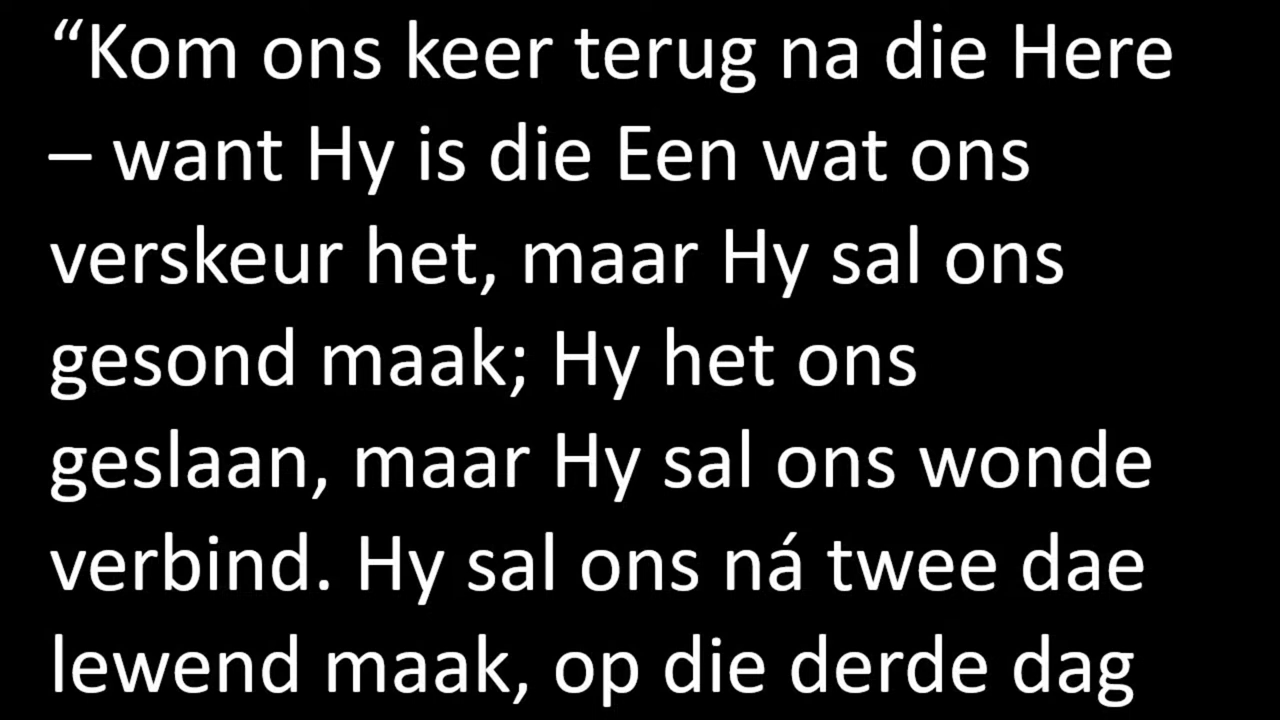 “Kom ons keer terug na die Here
– want Hy is die Een wat ons
verskeur het, maar Hy sal ons
gesond maak; Hy het ons
geslaan, maar Hy sal ons wonde
verbind. Hy sal ons ná twee dae
lewend maak, op die derde dag